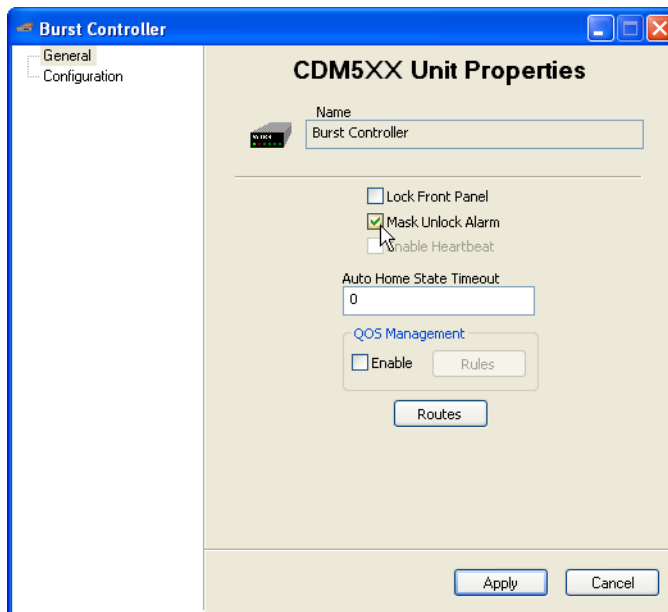 Burst Controller
General
Configuration
CDM5XX Unit Properties
Name
Burst Controller
Lock Front Panel
Mask Unlock Alarm
Enable Heartbeat
Auto Home State Timeout
0
QOS Management
Enable
Rules
Routes
Apply
Cancel